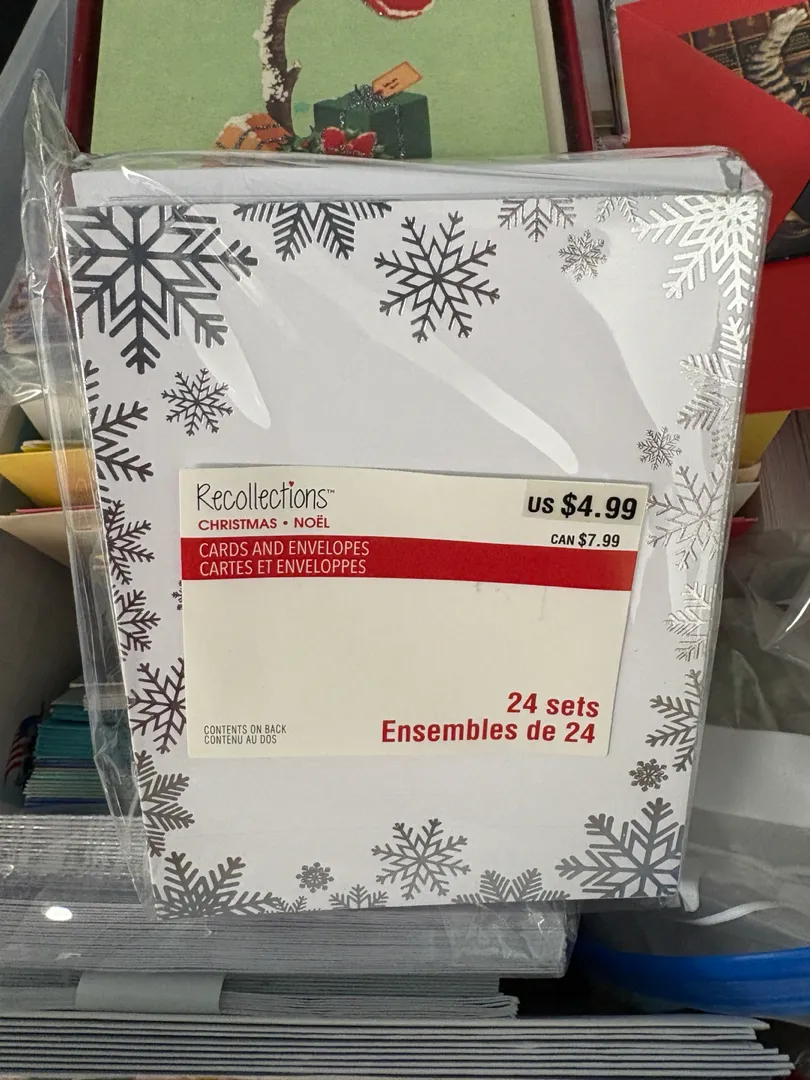 Recollections™
CHRISTMAS • NOËL
US $4.99
CAN $7.99
CARDS AND ENVELOPES
CARTES ET ENVELOPPES
24 sets
Ensembles de 24
CONTENTS ON BACK
CONTENU AU DOS